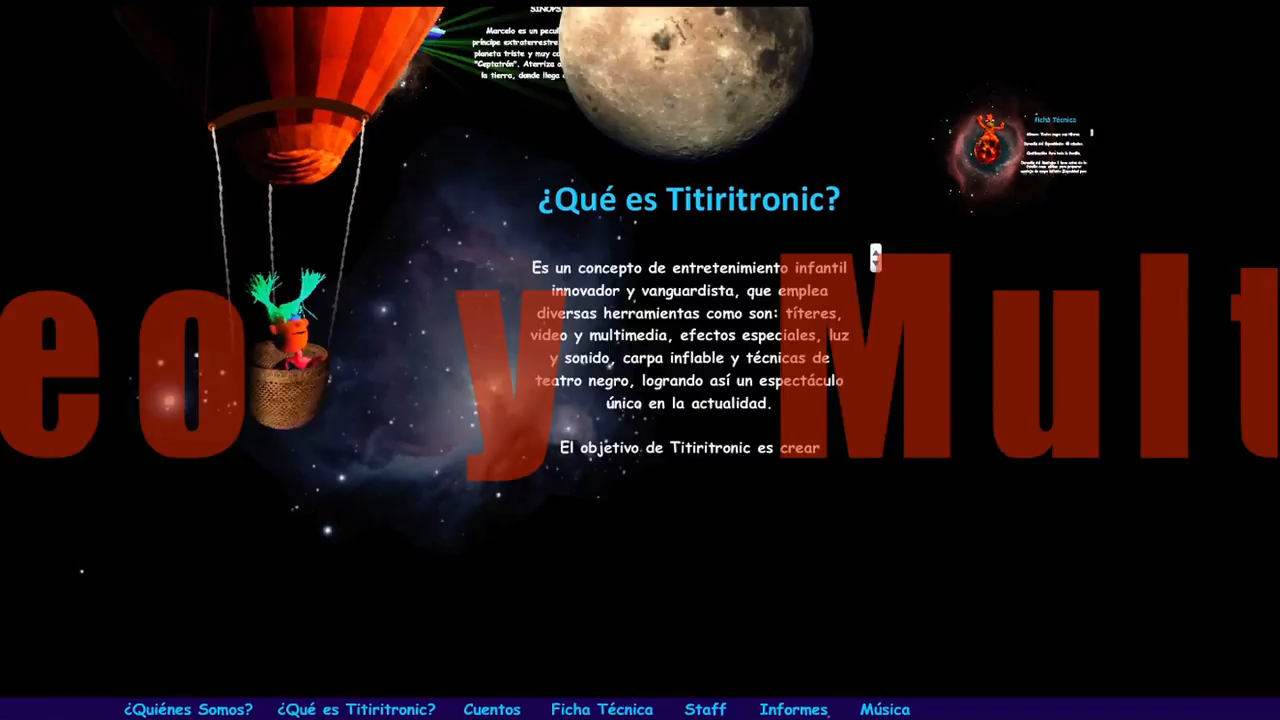 SINOPS
Marcelo es un pecul
príncipe extraterrestre
planeta triste y muy
"Ceptatrón". Aterriza
la tierra, donde llega
Ficha Técnica
¿Qué es Titiritronic?
Es un concepto de entretenimiento infantil
innovador y vanguardista, que emplea
diversas herramientas como son: títeres,
video y multimedia, efectos especiales, luz
y sonido, carpa inflable y técnicas de
teatro negro, logrando así un espectáculo
único en la actualidad.
El objetivo de Titiritronic es crear
eo y Mult
¿Quiénes Somos? ¿Qué es Titiritronic? Cuentos Ficha Técnica Staff Informes Música